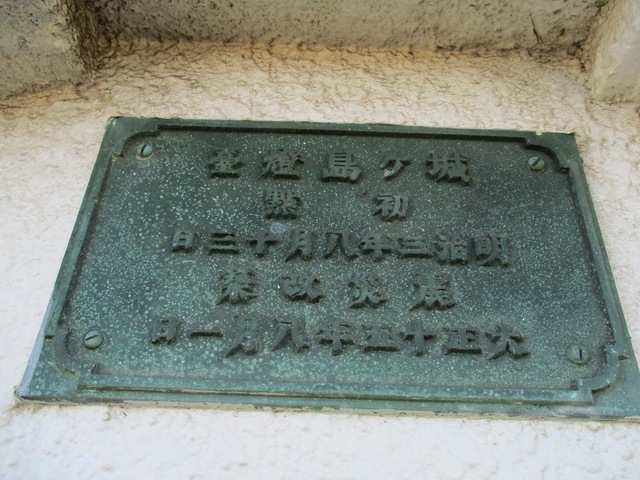 城ヶ島燈臺
初點
明治三年八月十三日
震災改築
大正十五年八月一日